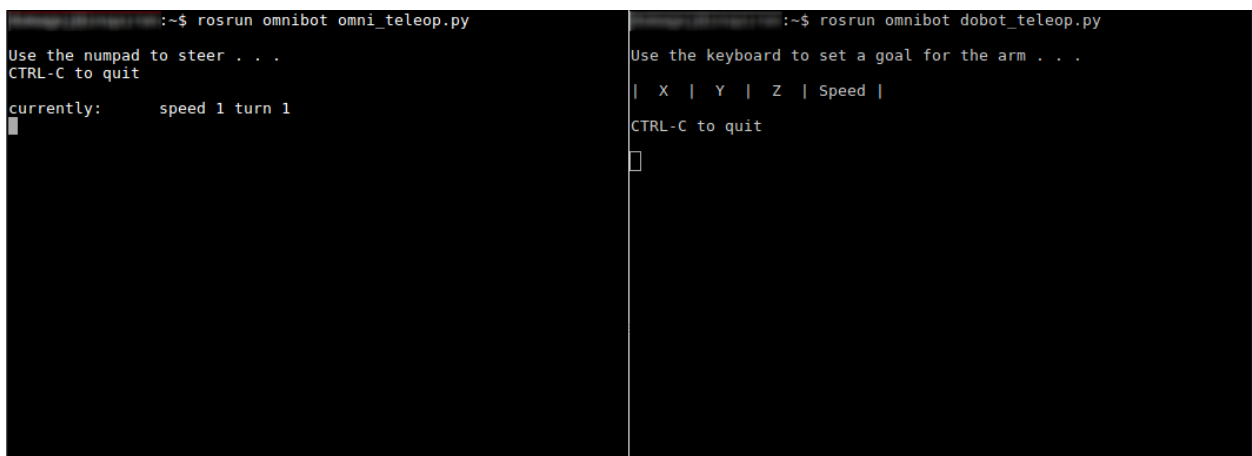 :~$ rosrun omnibot omni_teleop.py
Use the numpad to steer . . .
CTRL-C to quit
currently: speed 1 turn 1
:~$ rosrun omnibot dobot_teleop.py
Use the keyboard to set a goal for the arm . . .
| X | Y | Z | Speed |
CTRL-C to quit